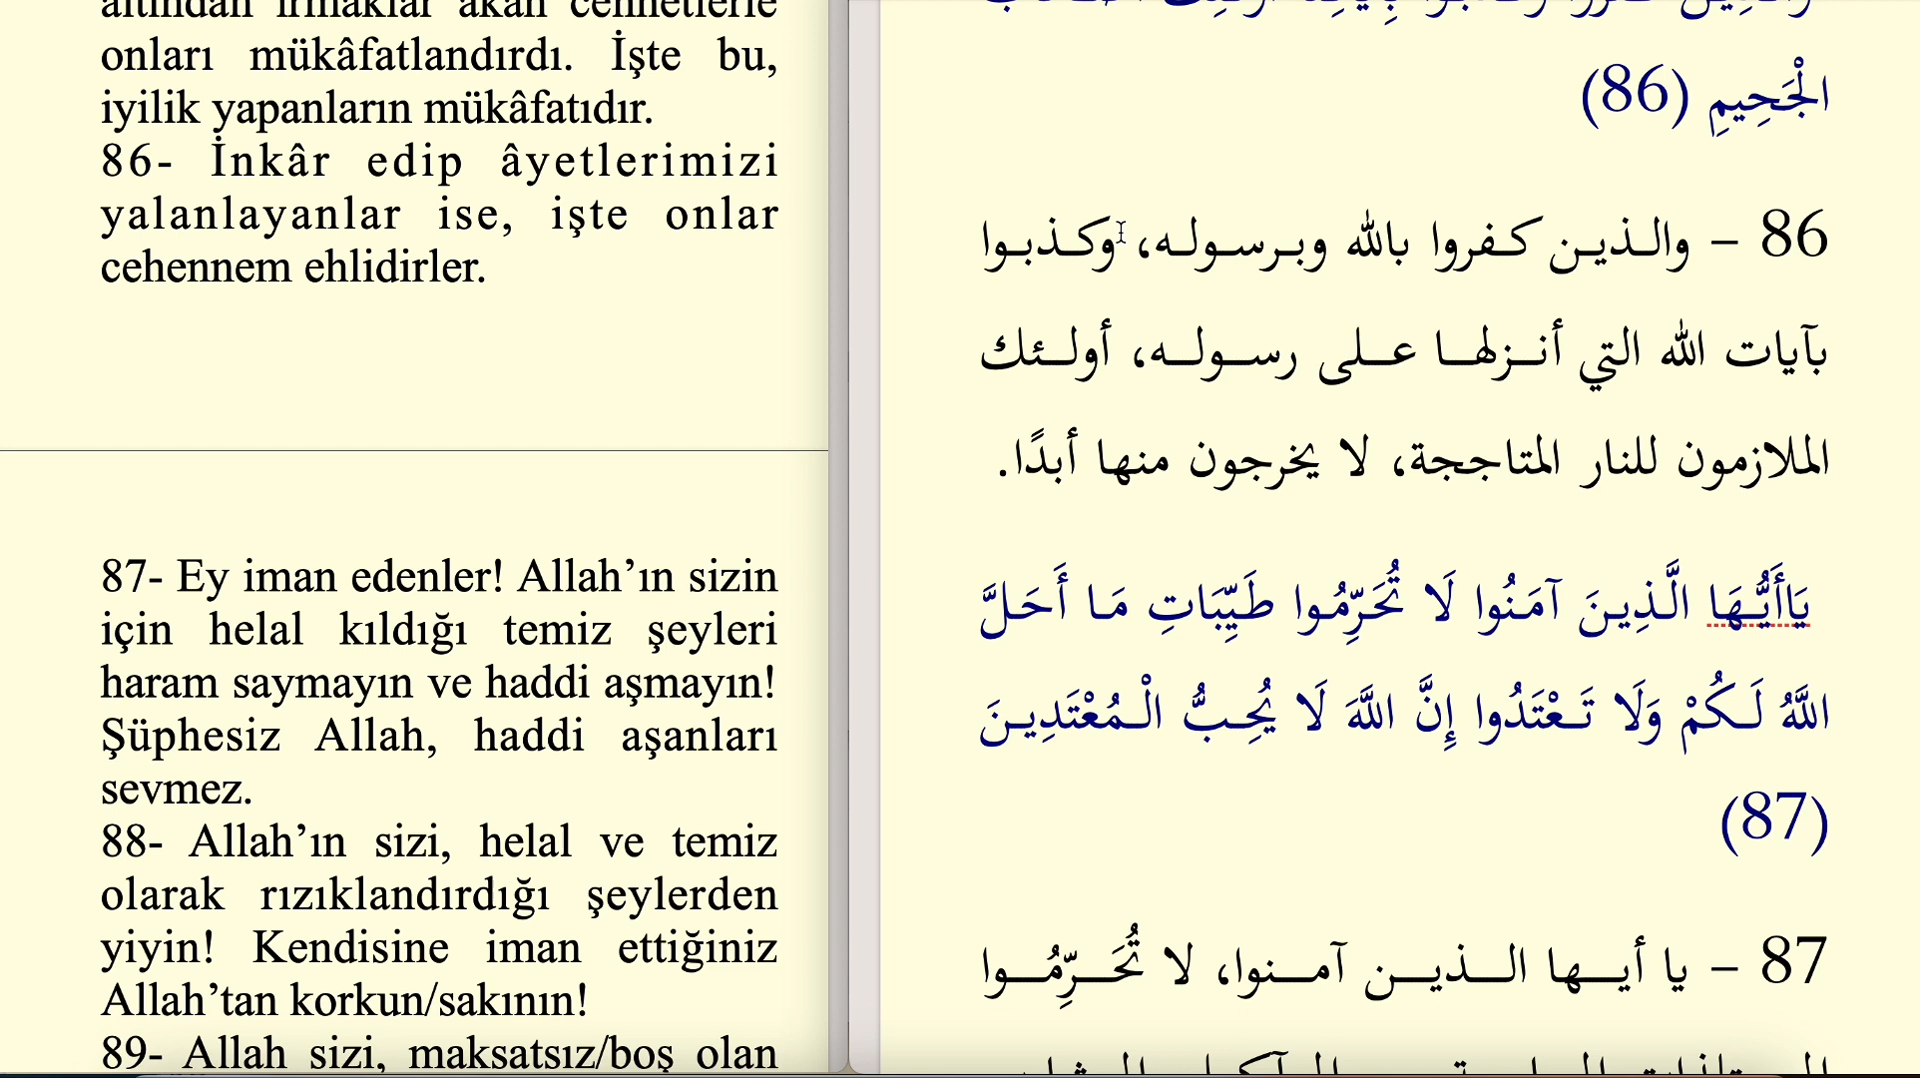 altından ırmaklar akan cennetlerle
onları mükâfatlandırdı. İşte bu,
iyilik yapanların mükâfatıdır.
86- İnkâr edip âyetlerimizi
yalanlayanlar ise, işte onlar
cehennem ehlidirler.
87- Ey iman edenler! Allah’ın sizin
için helal kıldığı temiz şeyleri
haram saymayın ve haddi aşmayın!
Şüphesiz Allah, haddi aşanları
sevmez.
88- Allah’ın sizi, helal ve temiz
olarak rızıklandırdığı şeylerden
yiyin! Kendisine iman ettiğiniz
Allah’tan korkun/sakının!
89- Allah sizi, maksatsız/boş olan
الْجَحِيمِ (86)
86 – والذين كفروا بالله وبرسوله، وكذبوا
بآيات الله التي أنزلها على رسوله، أولئك
الملازمون للنار المتاججة، لا يخرجون منها أبدًا.
يَاأَيُّهَا الَّذِينَ آمَنُوا لَا تُحَرِّمُوا طَيِّبَاتِ مَا أَحَلَّ
اللَّهُ لَكُمْ وَلَا تَعْتَدُوا إِنَّ اللَّهَ لَا يُحِبُّ الْمُعْتَدِينَ
(87)
87 – يا أيها الذين آمنوا، لا تُحَرِّمُوا